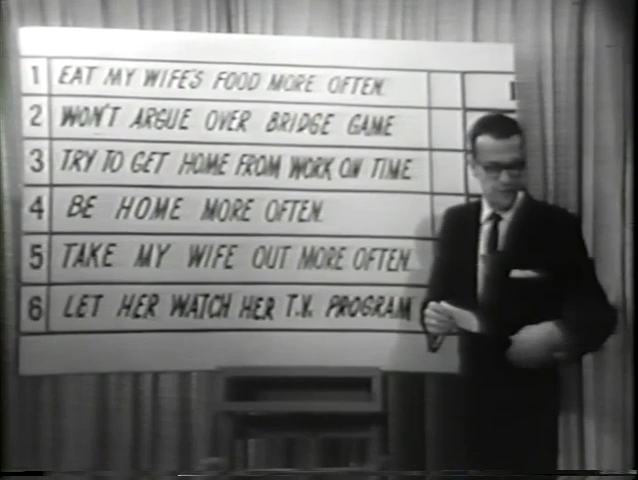 1 EAT MY WIFE'S FOOD MORE OFTEN.
2 WON'T ARGUE OVER BRIDGE GAME
3 TRY TO GET HOME FROM WORK ON TIME
4 BE HOME MORE OFTEN.
5 TAKE MY WIFE OUT MORE OFTEN.
6 LET HER WATCH HER T.V. PROGRAM